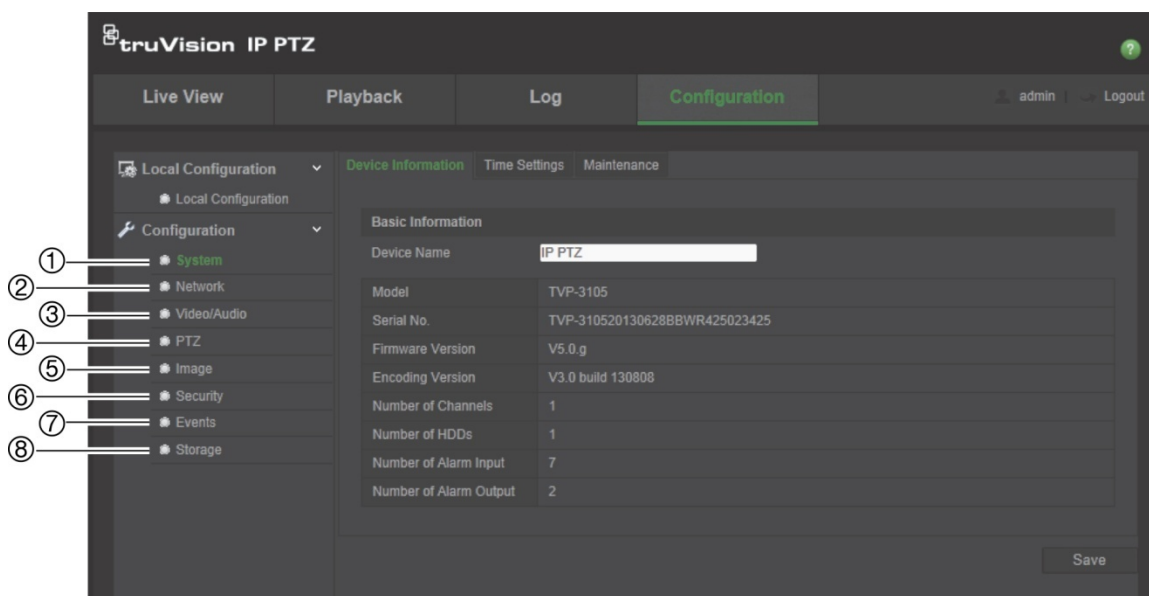 truVision IP PTZ
?
Live View Playback Log Configuration admin | Logout
Local Configuration
Device Information Time Settings Maintenance
Local Configuration
Configuration
Basic Information
Device Name IP PTZ
① System
② Network
③ Video/Audio
④ PTZ
⑤ Image
⑥ Security
⑦ Events
⑧ Storage
Model TVP-3105
Serial No. TVP-310520130628BBWR425023425
Firmware Version V5.0.g
Encoding Version V3.0 build 130808
Number of Channels 1
Number of HDDs 1
Number of Alarm Input 7
Number of Alarm Output 2
Save